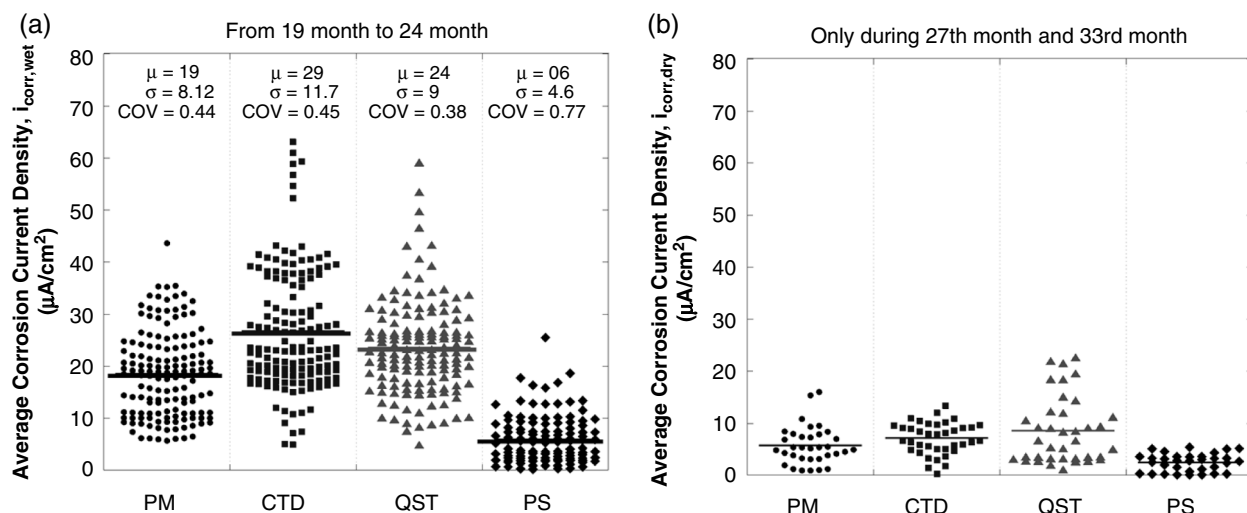 (a)
From 19 month to 24 month
Average Corrosion Current Density, i_corr,wet
(μA/cm²)
80
70
60
50
40
30
20
10
0
μ = 19
σ = 8.12
COV = 0.44
μ = 29
σ = 11.7
COV = 0.45
μ = 24
σ = 9
COV = 0.38
μ = 06
σ = 4.6
COV = 0.77
PM CTD QST PS
(b)
Only during 27th month and 33rd month
Average Corrosion Current Density, i_corr,dry
(μA/cm²)
80
70
60
50
40
30
20
10
0
PM CTD QST PS